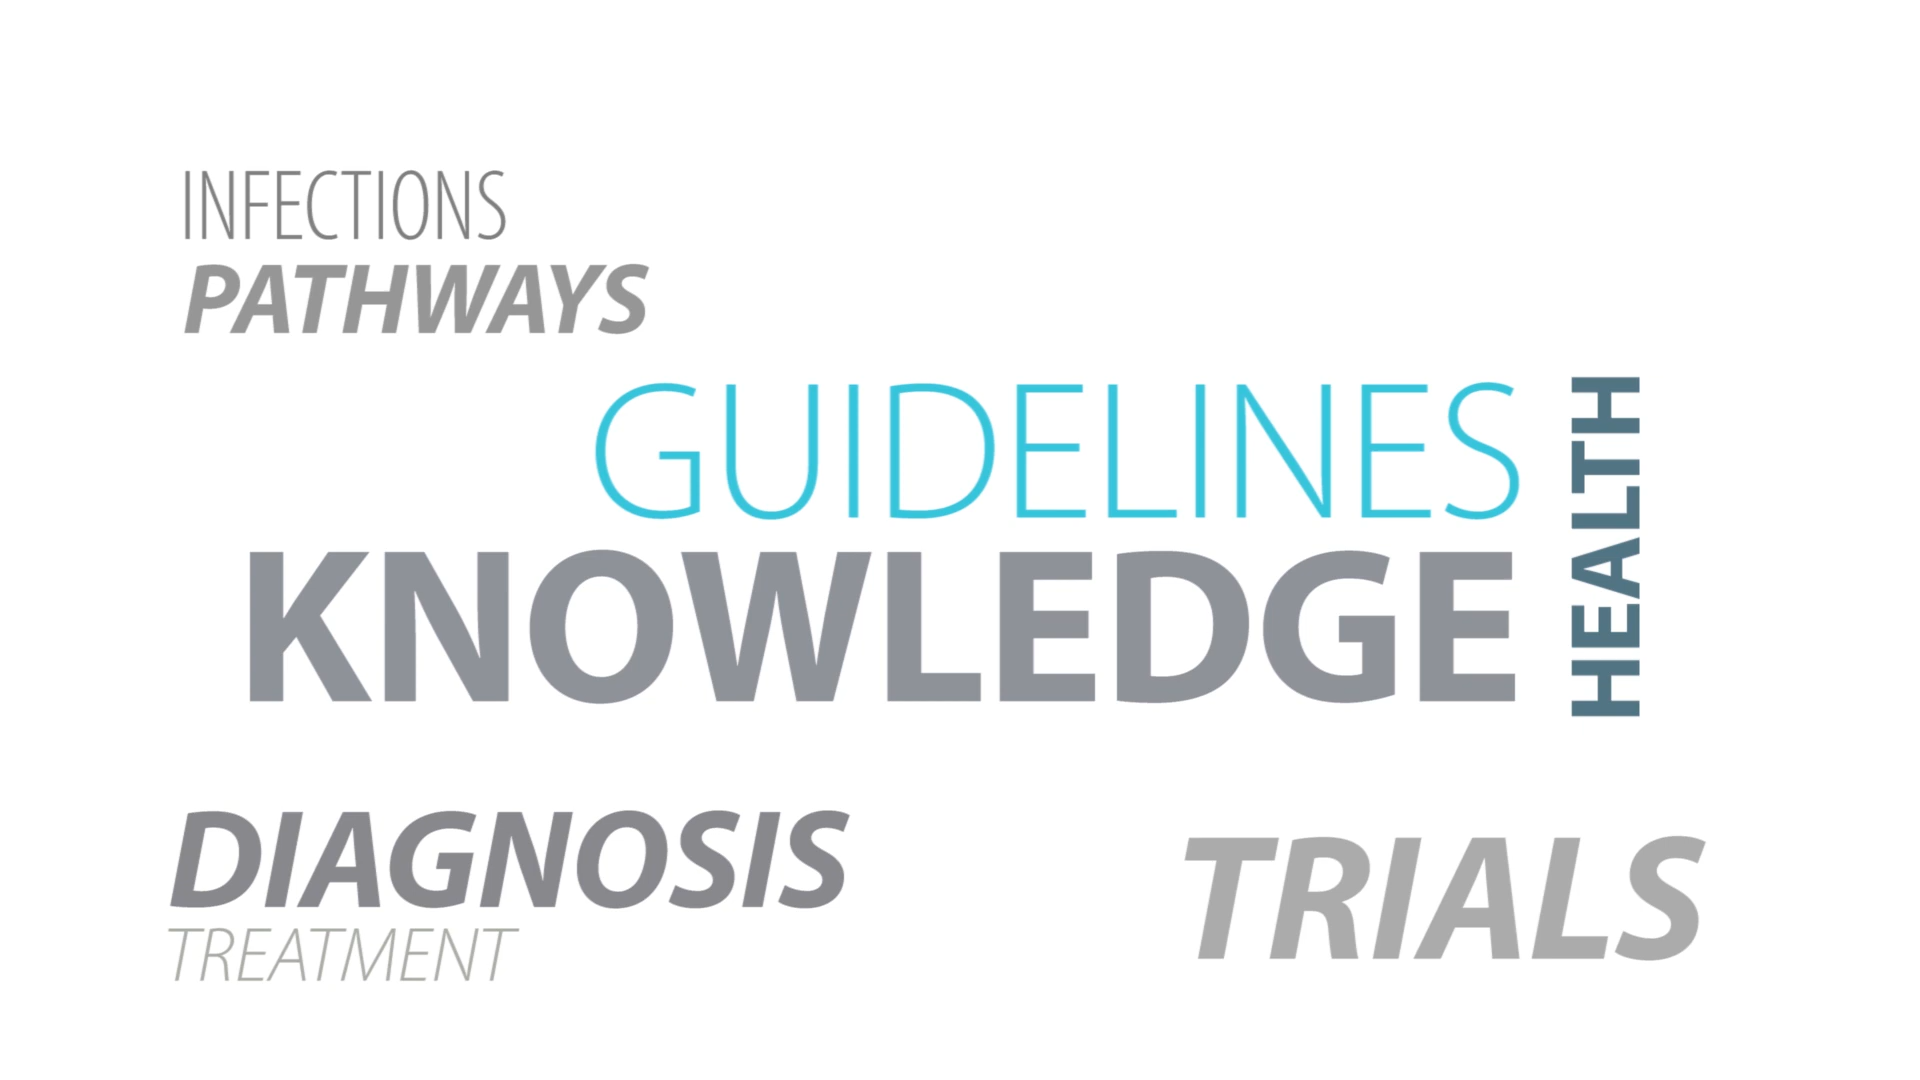 INFECTIONS
PATHWAYS
GUIDELINES
KNOWLEDGE
HEALTH
DIAGNOSIS
TREATMENT
TRIALS